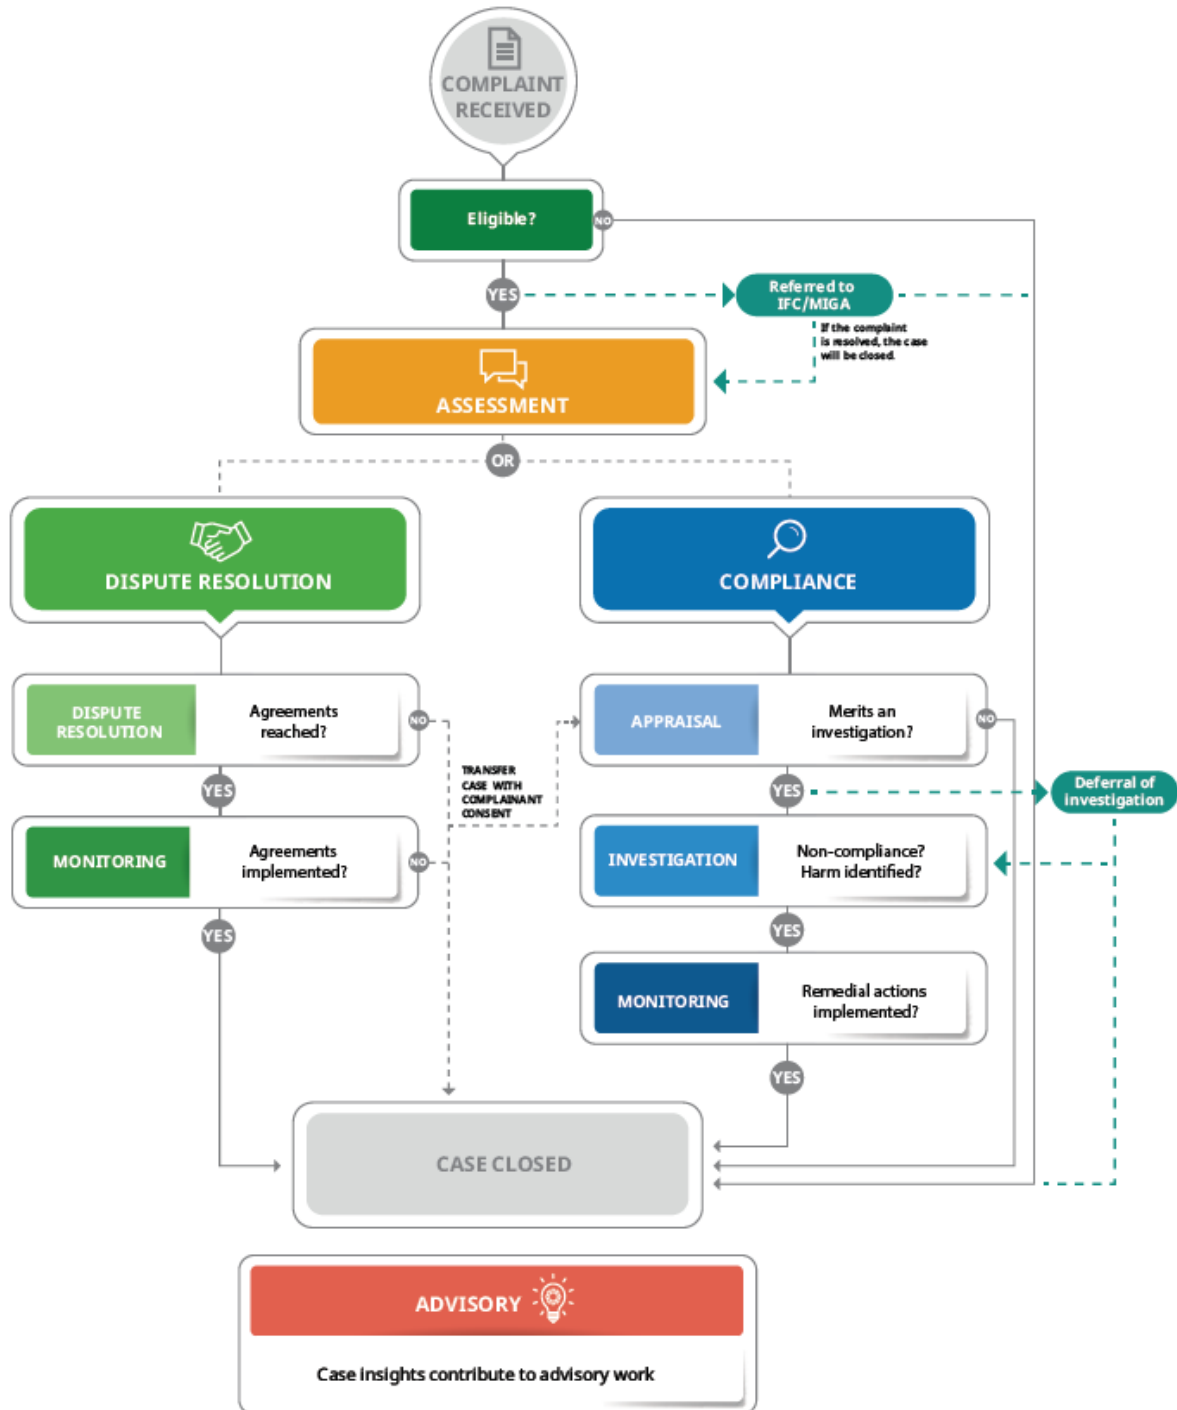 COMPLAINT
RECEIVED
Eligible?
NO
YES
Referred to
IFC/MIGA
If the complaint
is resolved, the case
will be closed.
ASSESSMENT
OR
DISPUTE RESOLUTION
COMPLIANCE
DISPUTE
RESOLUTION
Agreements
reached?
NO
YES
MONITORING
Agreements
implemented?
NO
YES
TRANSFER
CASE WITH
COMPLAINANT
CONSENT
APPRAISAL
Merits an
investigation?
NO
YES
Deferral of
investigation
INVESTIGATION
Non-compliance?
Harm identified?
YES
MONITORING
Remedial actions
implemented?
YES
CASE CLOSED
ADVISORY
Case insights contribute to advisory work